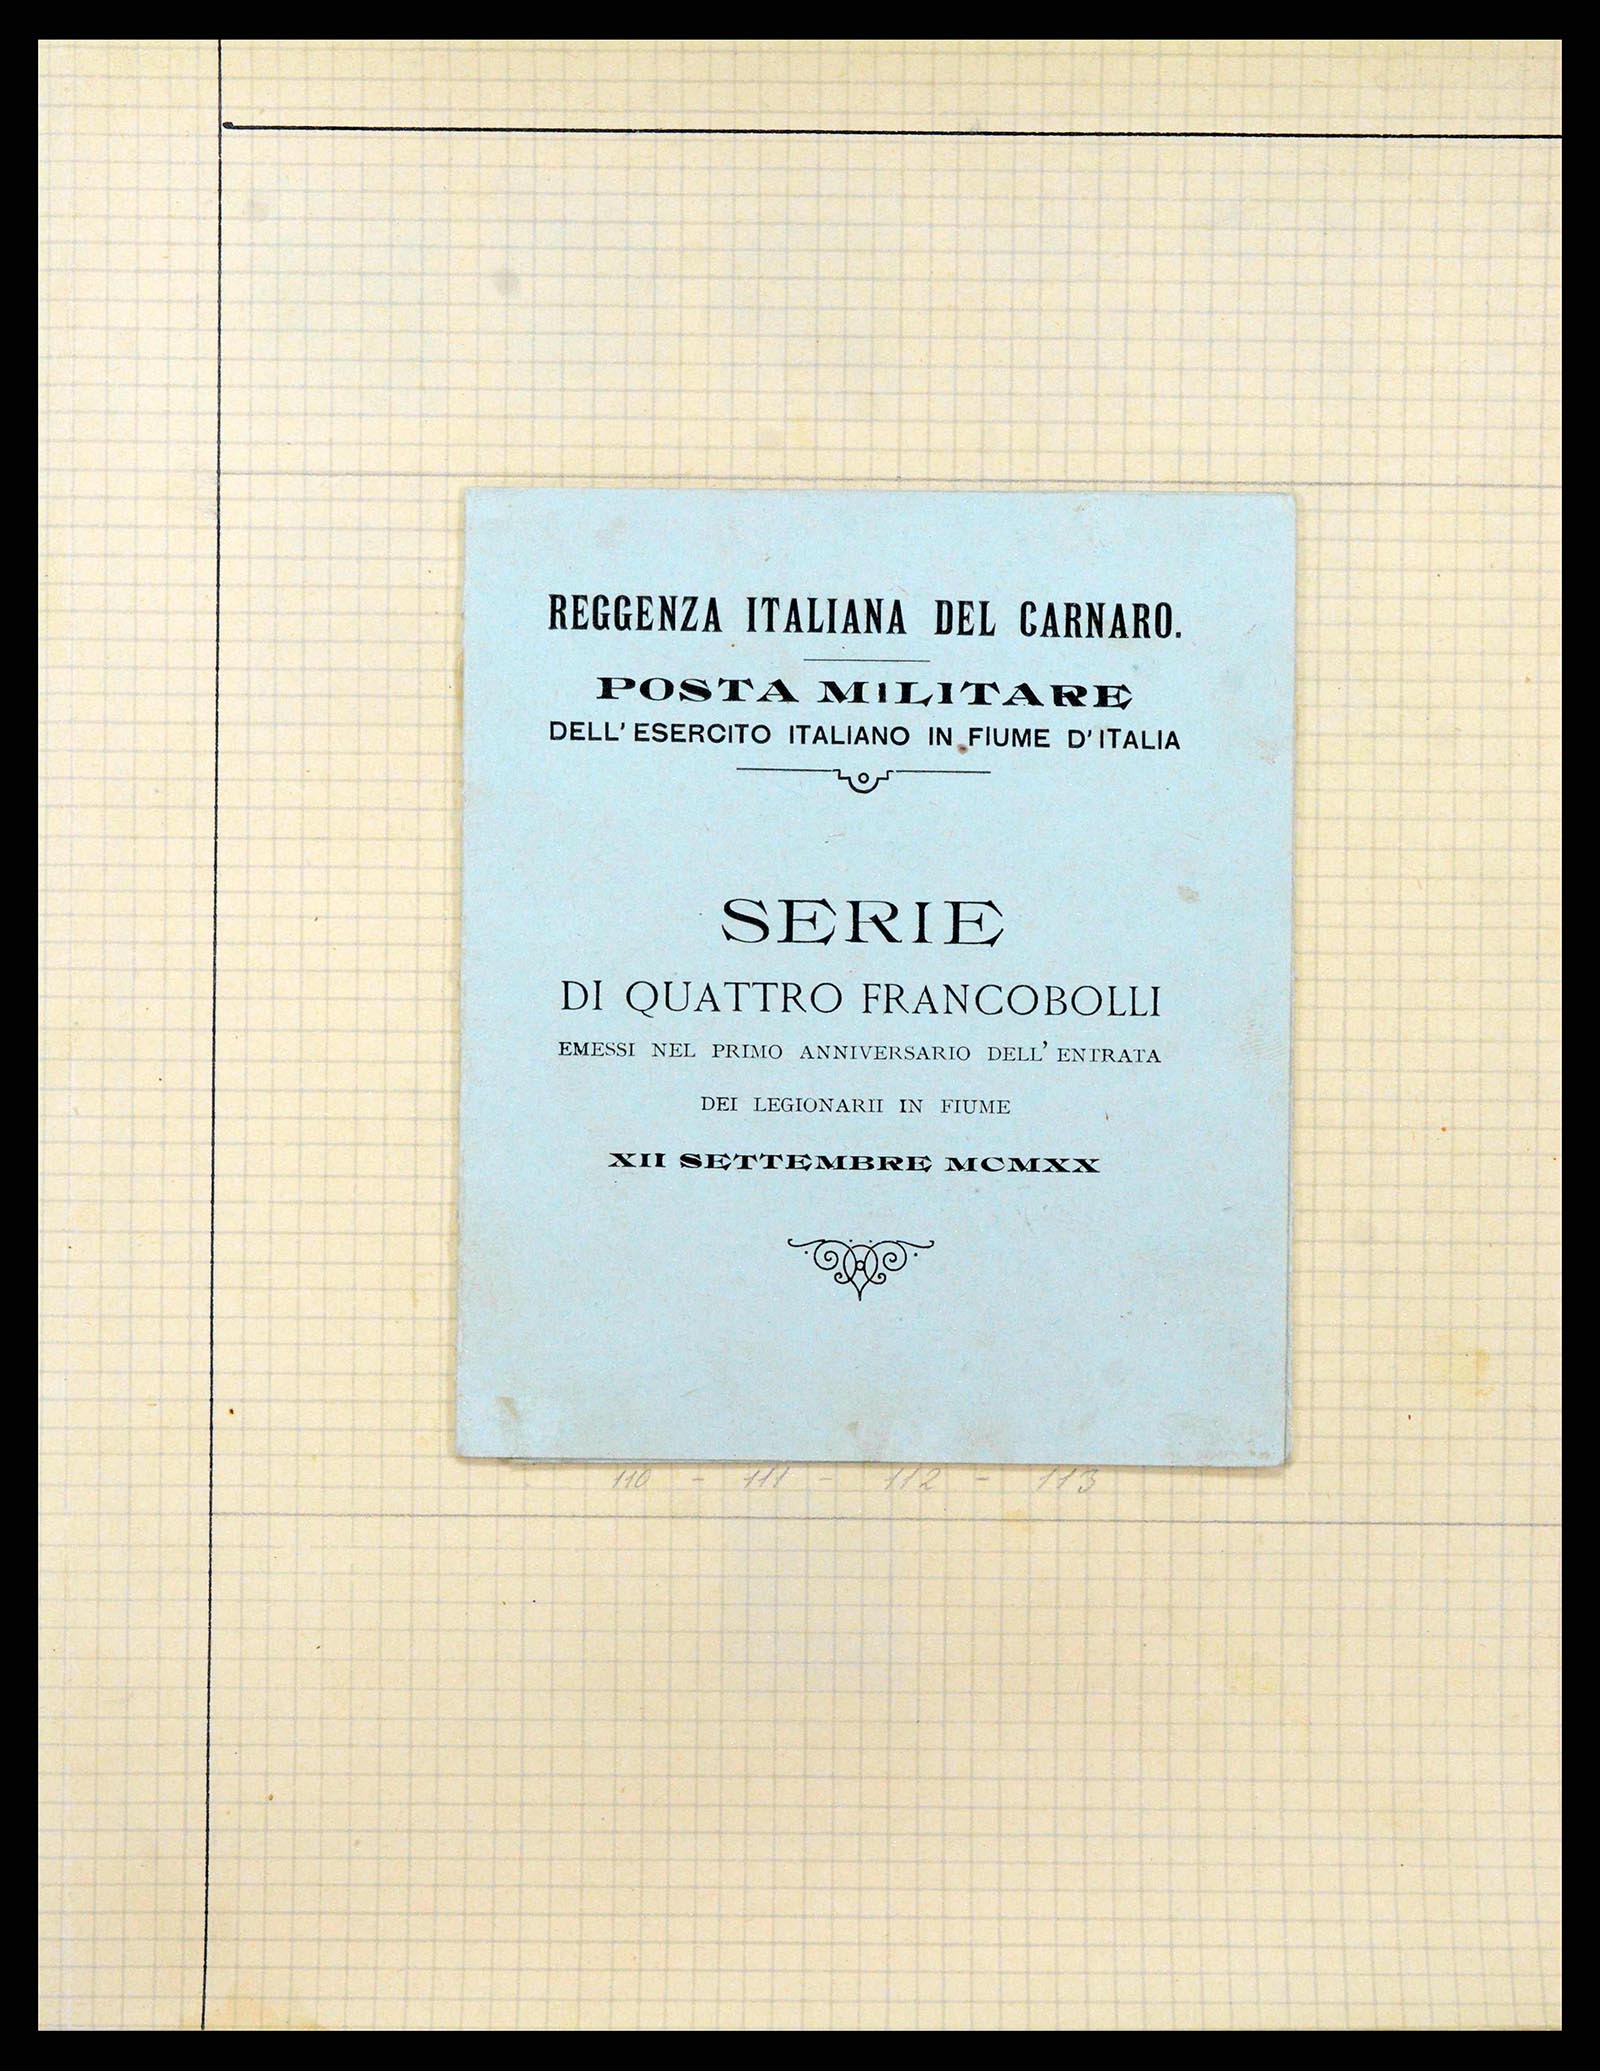 REGGENZA ITALIANA DEL CARNARO.
POSTA MILITARE
DELL' ESERCITO ITALIANO IN FIUME D' ITALIA
SERIE
DI QUATTRO FRANCOBOLLI
EMESSI NEL PRIMO ANNIVERSARIO DELL' ENTRATA
DEI LEGIONARII IN FIUME
XII SETTEMBRE MCMXX
110 - 111 - 112 - 113